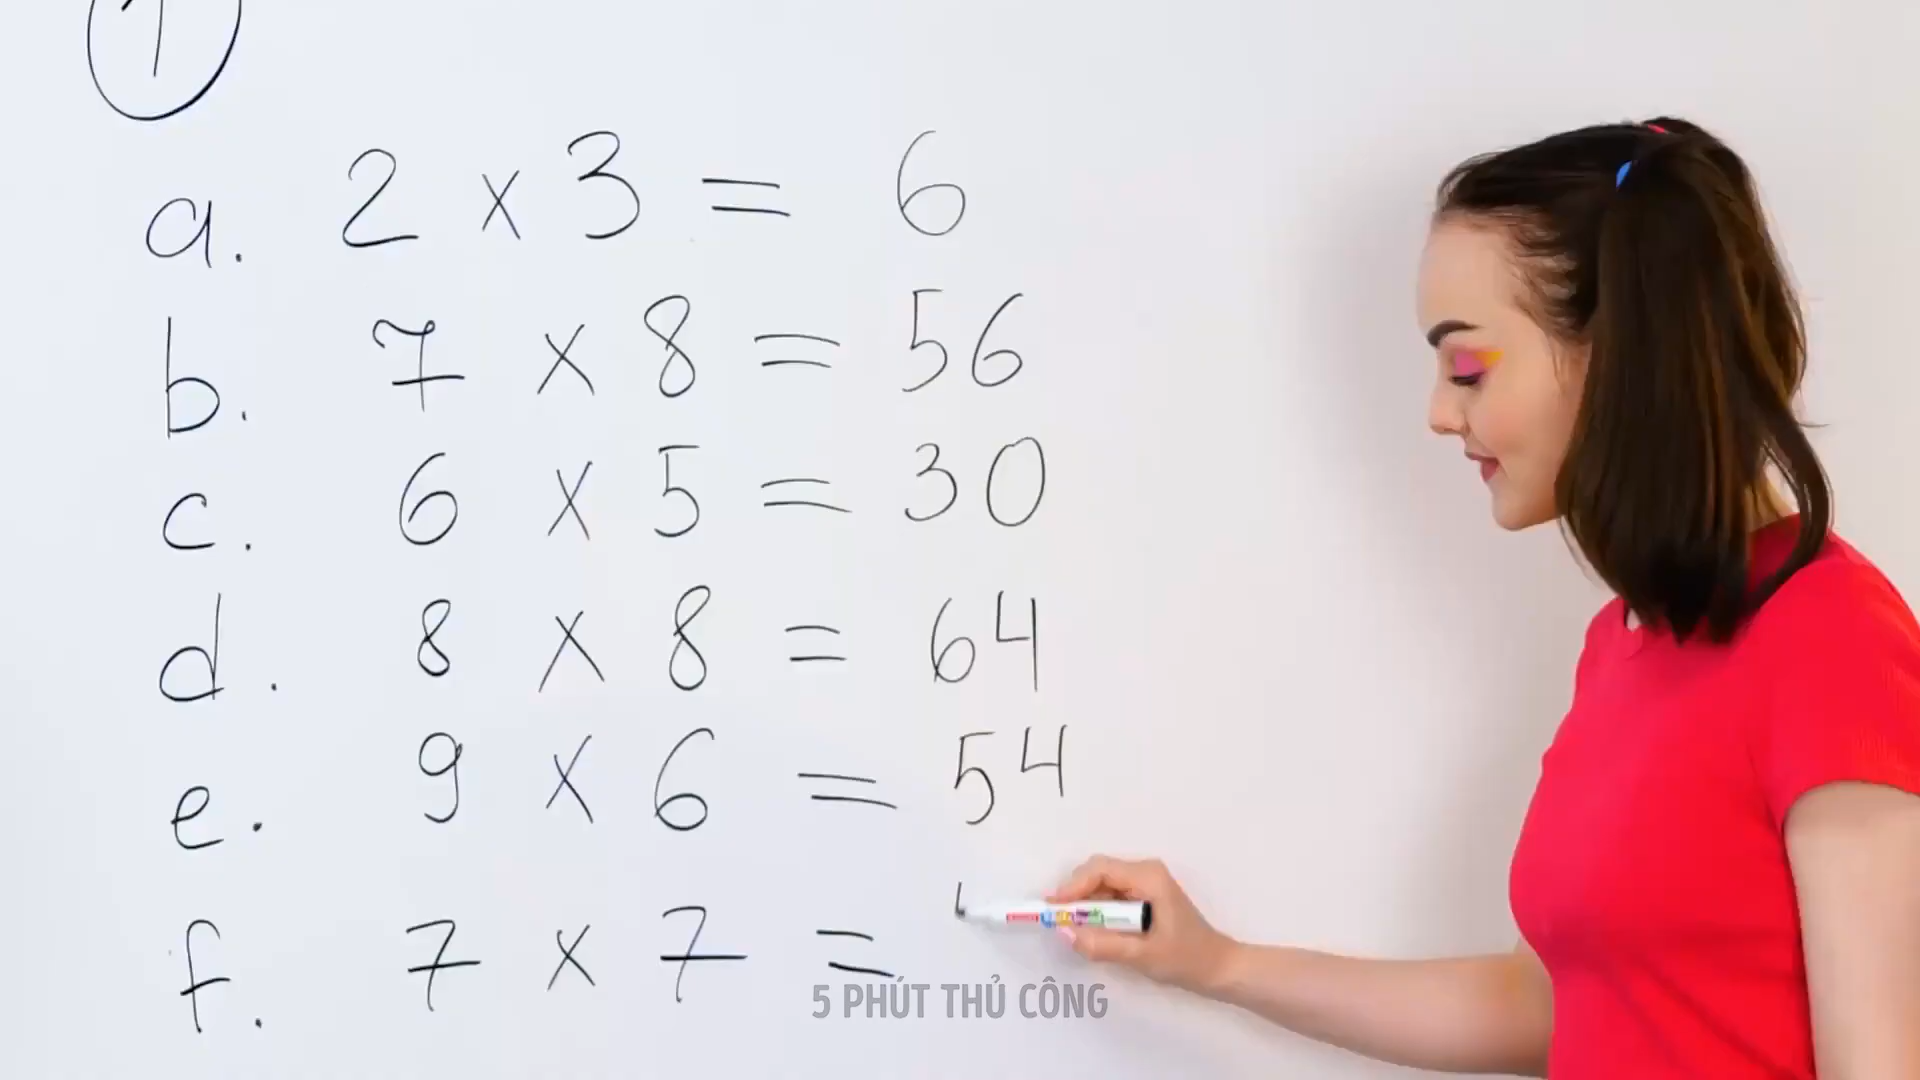 1
a. 2 x 3 = 6
b. 7 x 8 = 56
c. 6 x 5 = 30
d. 8 x 8 = 64
e. 9 x 6 = 54
f. 7 x 7 =
5 PHÚT THỦ CÔNG